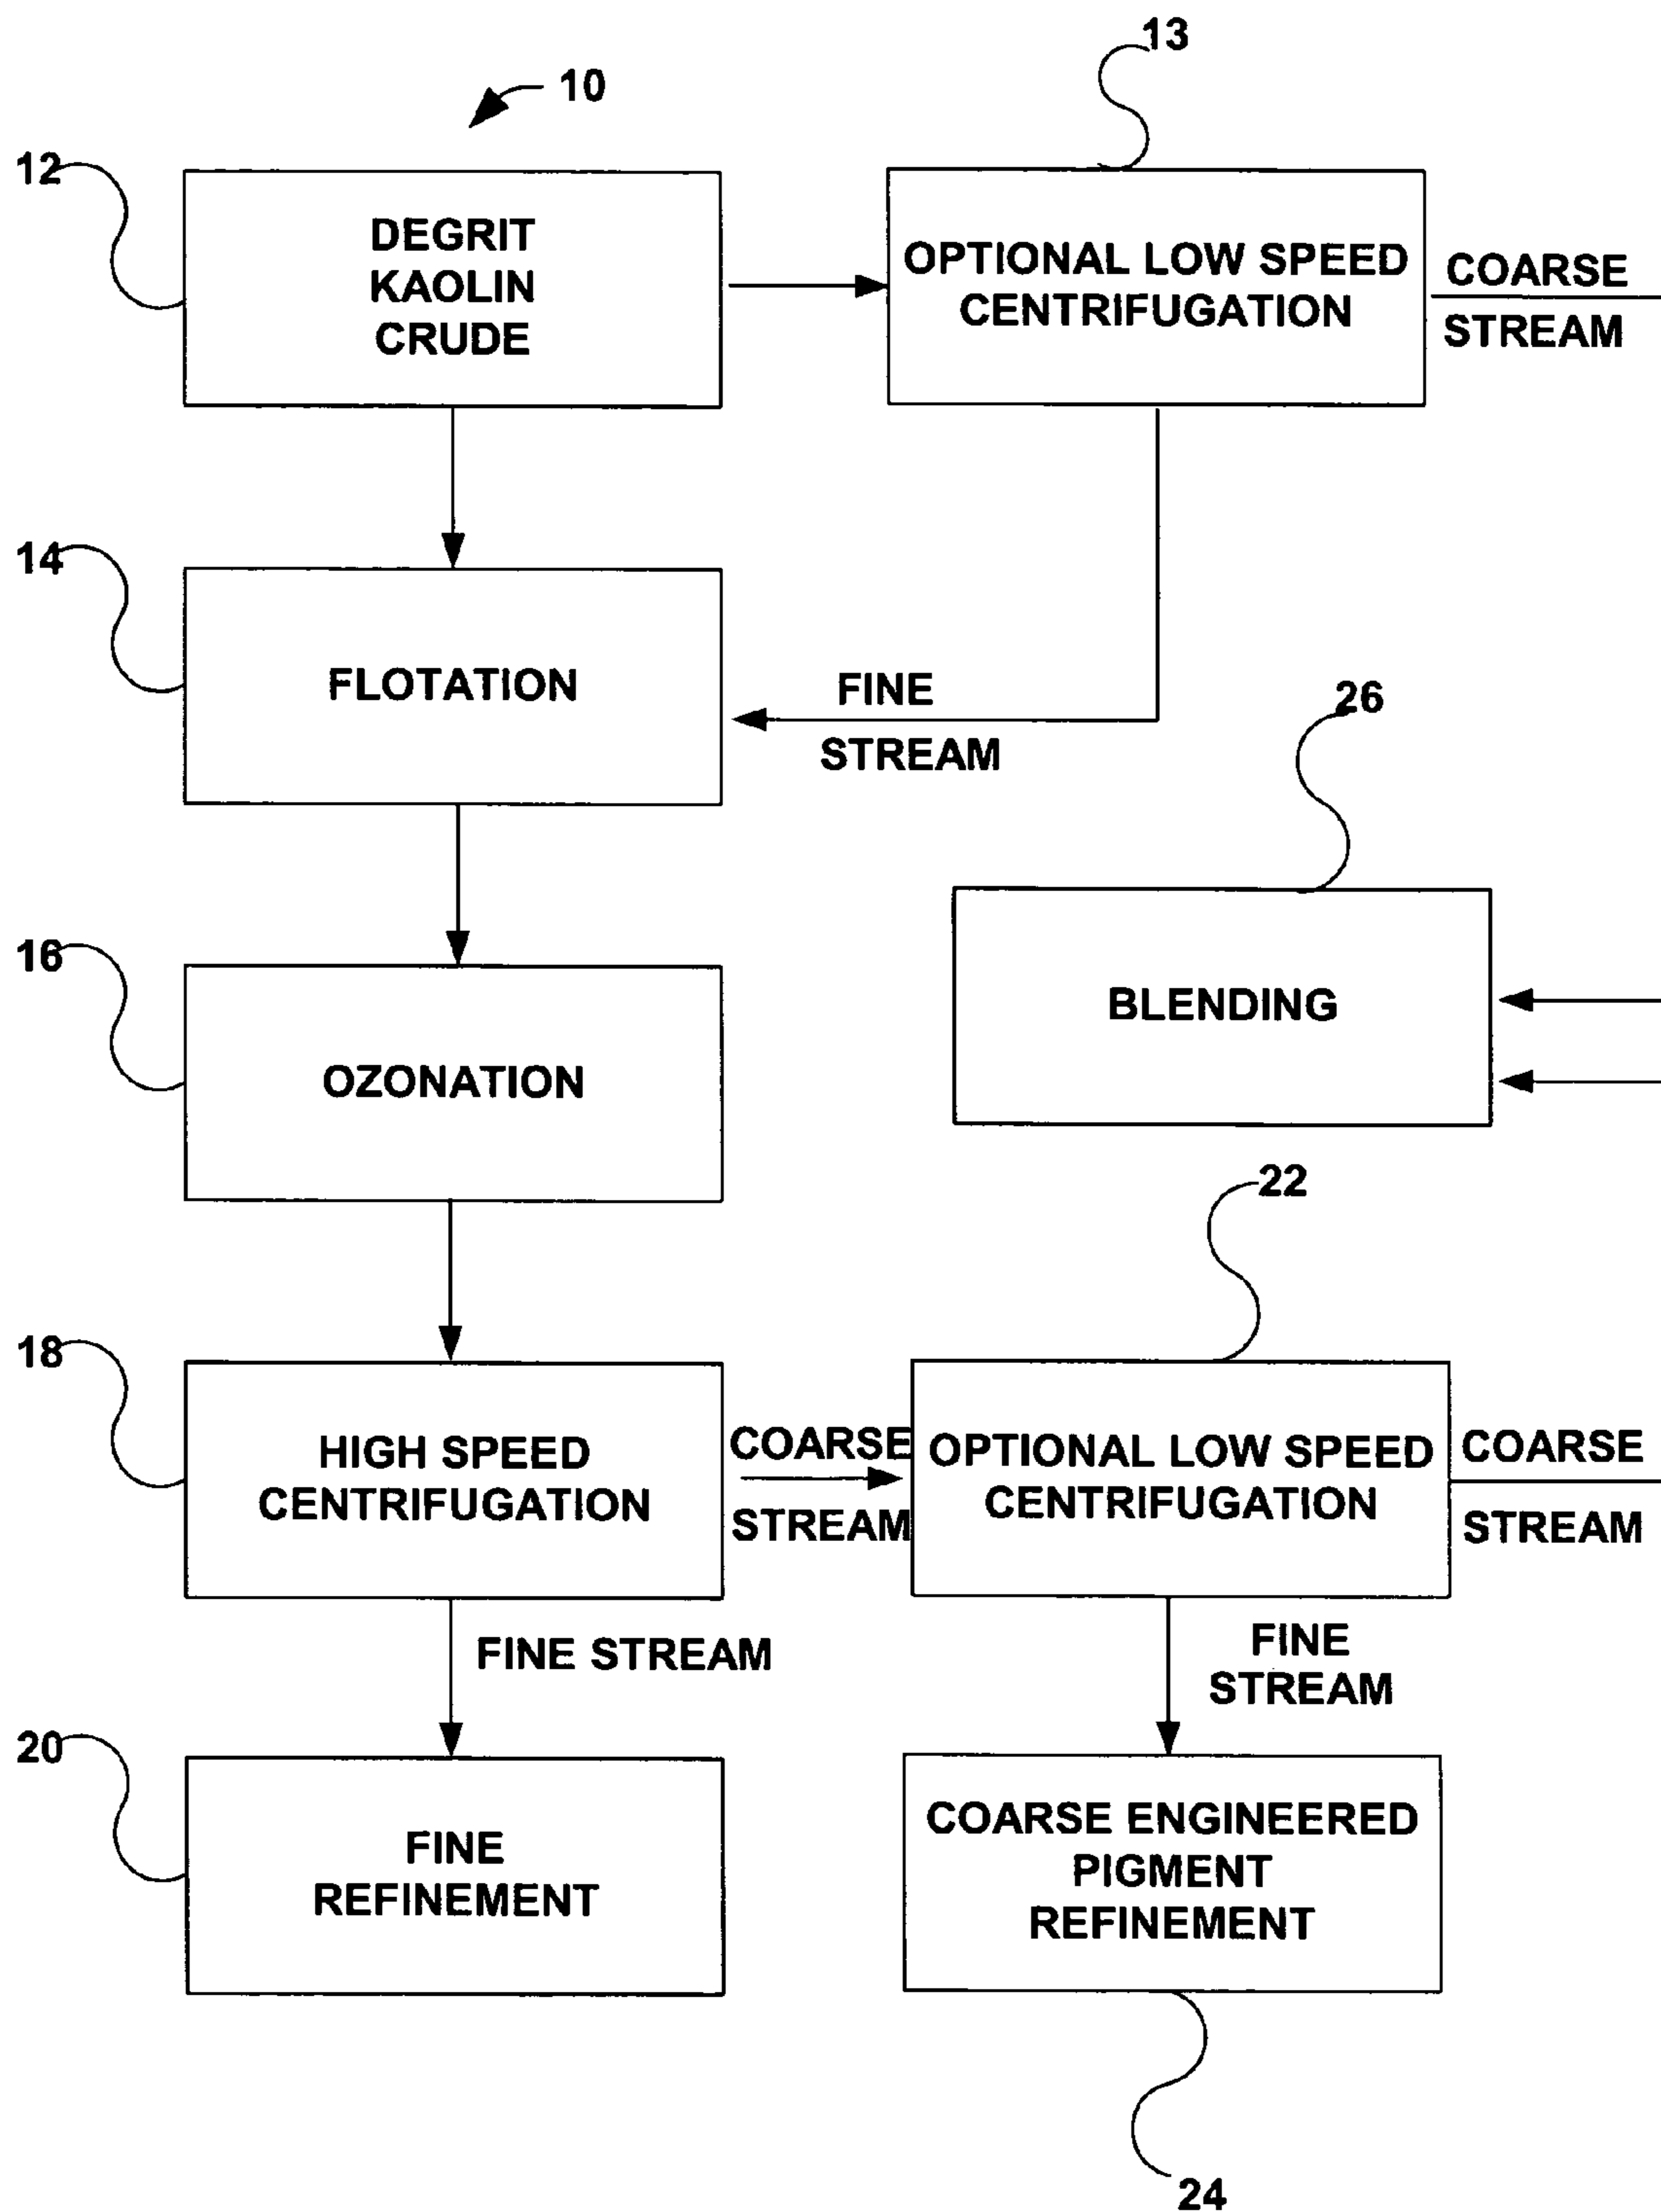 13
10
12
DEGRIT
KAOLIN
CRUDE
OPTIONAL LOW SPEED
CENTRIFUGATION
COARSE
STREAM
14
FLOTATION
FINE
STREAM
26
16
OZONATION
BLENDING
22
18
HIGH SPEED
CENTRIFUGATION
COARSE
STREAM
OPTIONAL LOW SPEED
CENTRIFUGATION
COARSE
STREAM
FINE STREAM
FINE
STREAM
20
FINE
REFINEMENT
COARSE ENGINEERED
PIGMENT
REFINEMENT
24